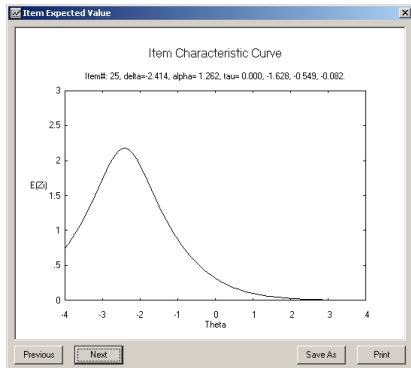 Item Expected Value
Item Characteristic Curve
Item#: 25, delta=-2.414, alpha= 1.262, tau= 0.000, -1.628, -0.549, -0.082.
3
2.5
2
E(Zi)
1.5
1
.5
0
-4 -3 -2 -1 0 1 2 3 4
Theta
Previous Next Save As Print